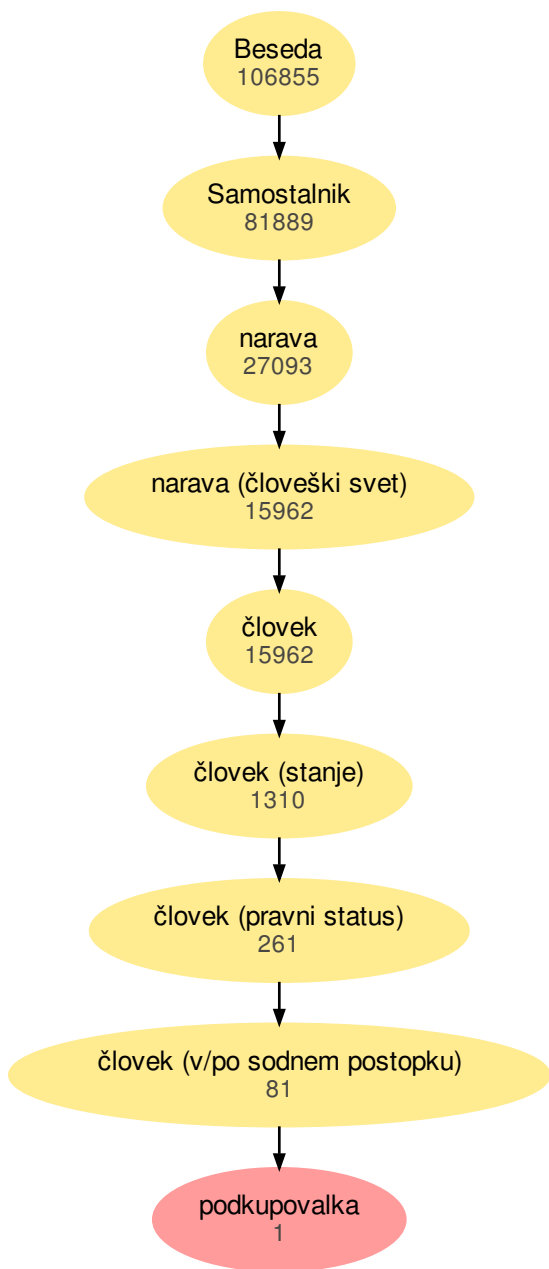 Beseda
106855
Samostalnik
81889
narava
27093
narava (človeški svet)
15962
človek
15962
človek (stanje)
1310
človek (pravni status)
261
človek (v/po sodnem postopku)
81
podkupovalka
1